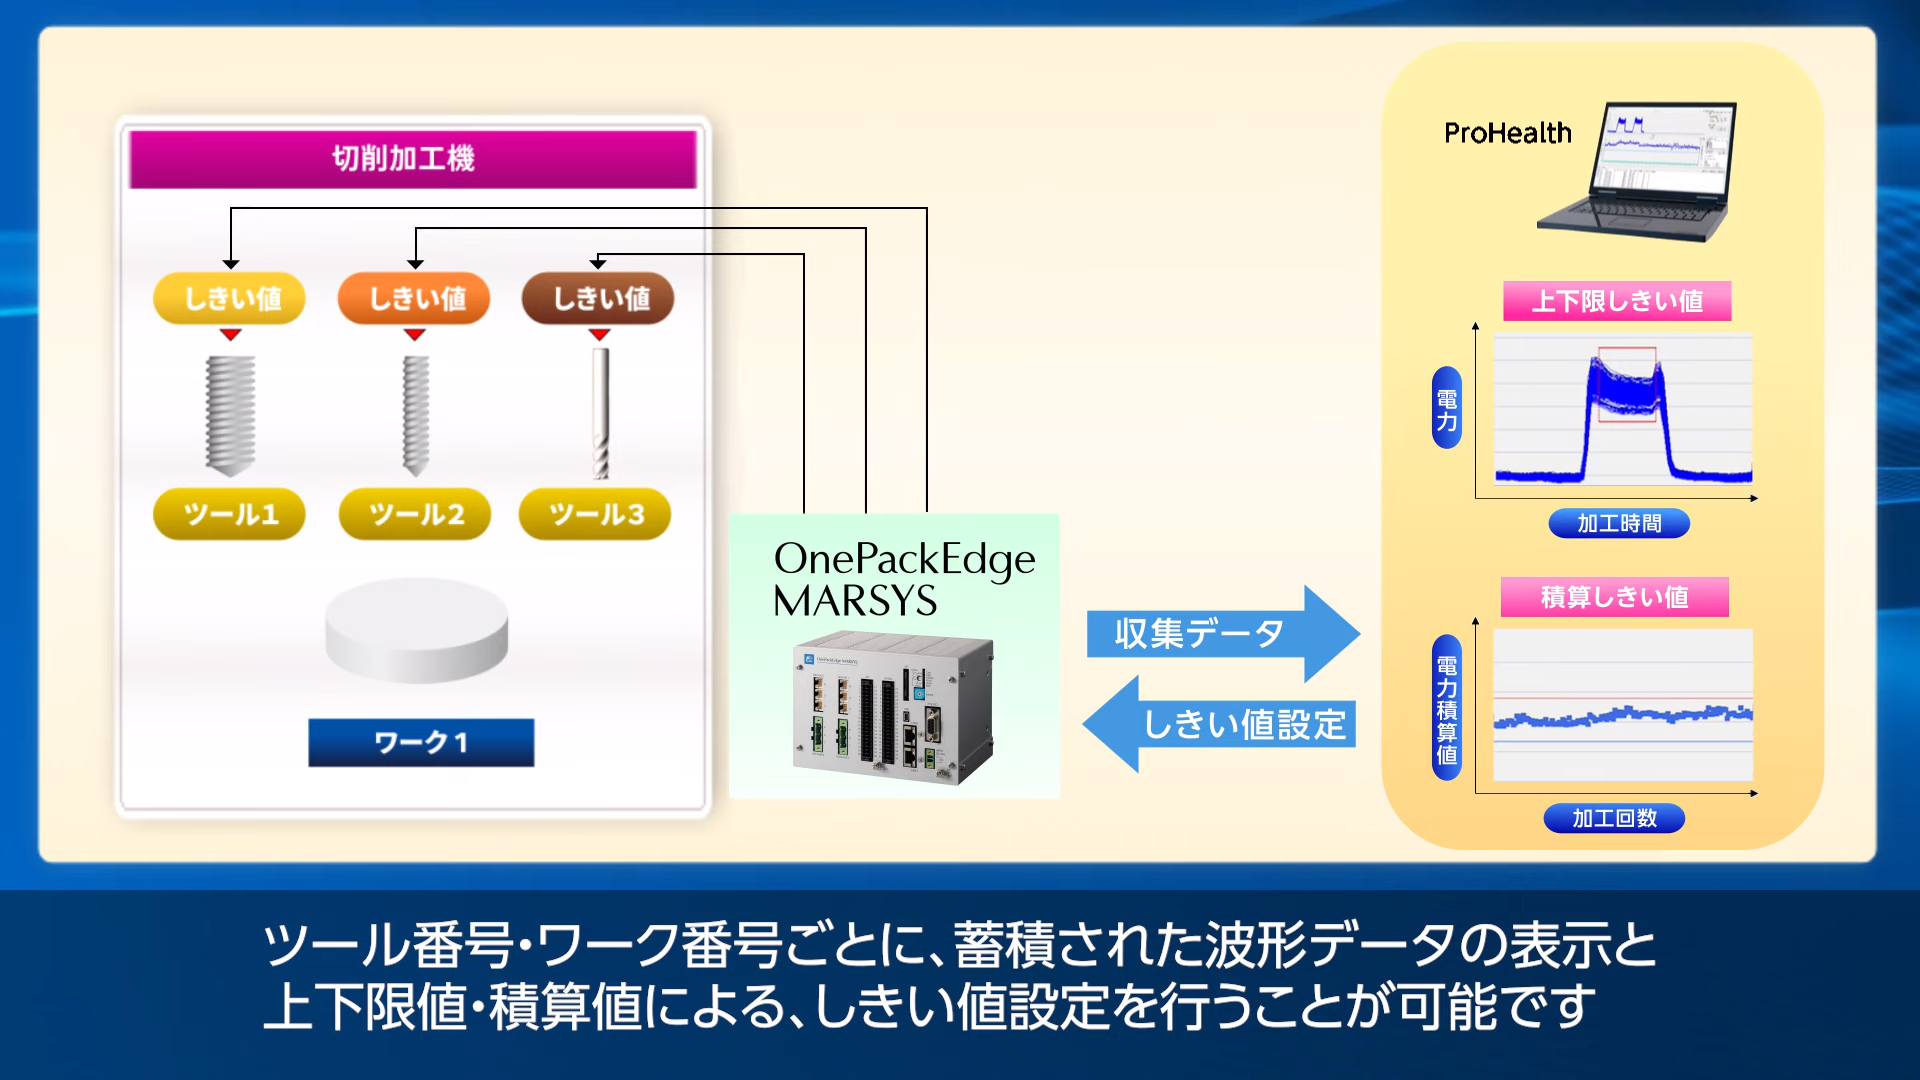 切削加工機
しきい値
しきい値
しきい値
ツール1
ツール2
ツール3
ワーク1
OnePackEdge
MARSYS
OnePackEdge MARSYS
収集データ
しきい値設定
ProHealth
上下限しきい値
電力
加工時間
積算しきい値
電力積算値
加工回数
ツール番号・ワーク番号ごとに、蓄積された波形データの表示と
上下限値・積算値による、しきい値設定を行うことが可能です